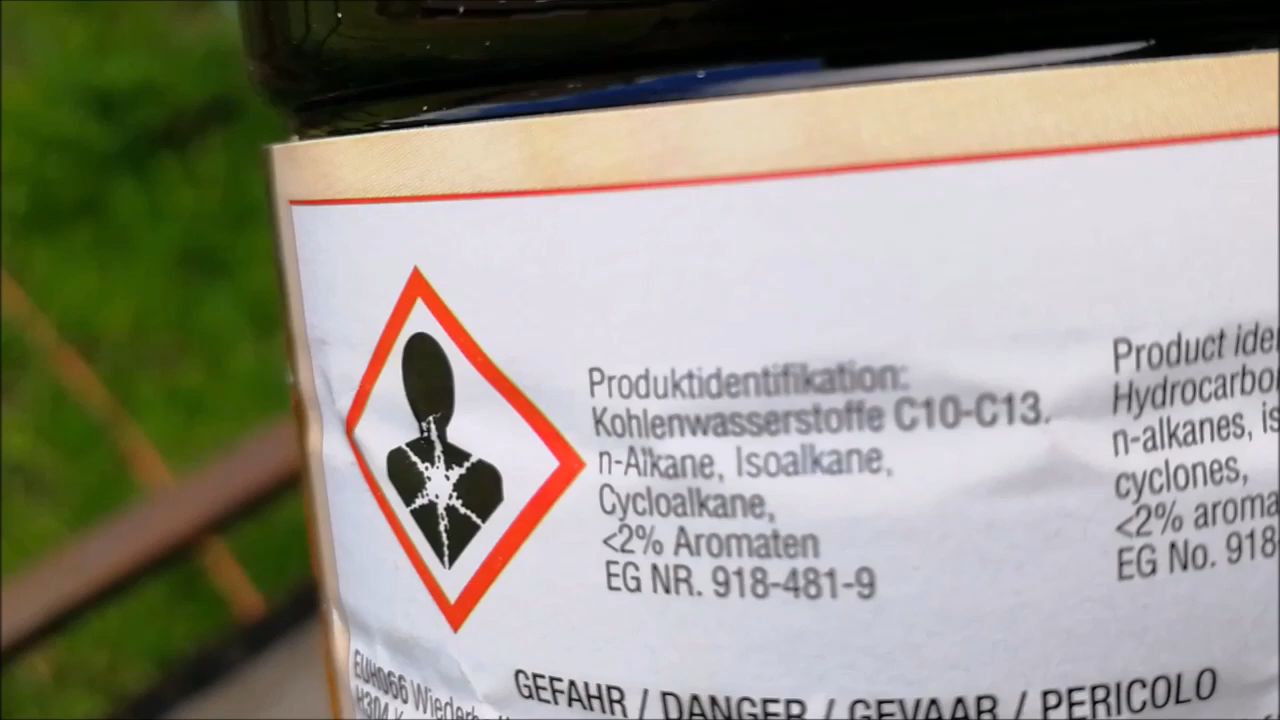 Produktidentifikation:
Kohlenwasserstoffe C10-C13.
n-Alkane, Isoalkane,
Cycloalkane,
<2% Aromaten
EG NR. 918-481-9
Product ide
Hydrocarbo
n-alkanes, is
cyclones,
<2% aroma
EG No. 918
EUH066 Wiederh
H304 K
GEFAHR / DANGER / GEVAAR / PERICOLO